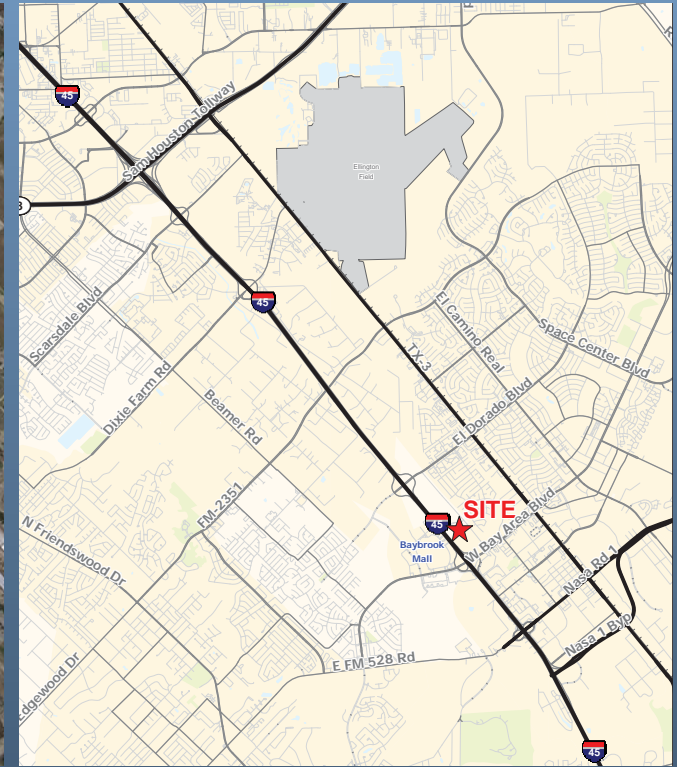 45
Sam Houston Tollway
Ellington
Field
45
Scarsdale Blvd
El Camino Real
Space Center Blvd
TX-3
Dixie Farm Rd
Beamer Rd
El Dorado Blvd
FM-2351
SITE
45
W Bay Area Blvd
Baybrook
Mall
N Friendswood Dr
Nasa Rd 1
Nasa 1 Byp
E FM 528 Rd
Edgewood Dr
45